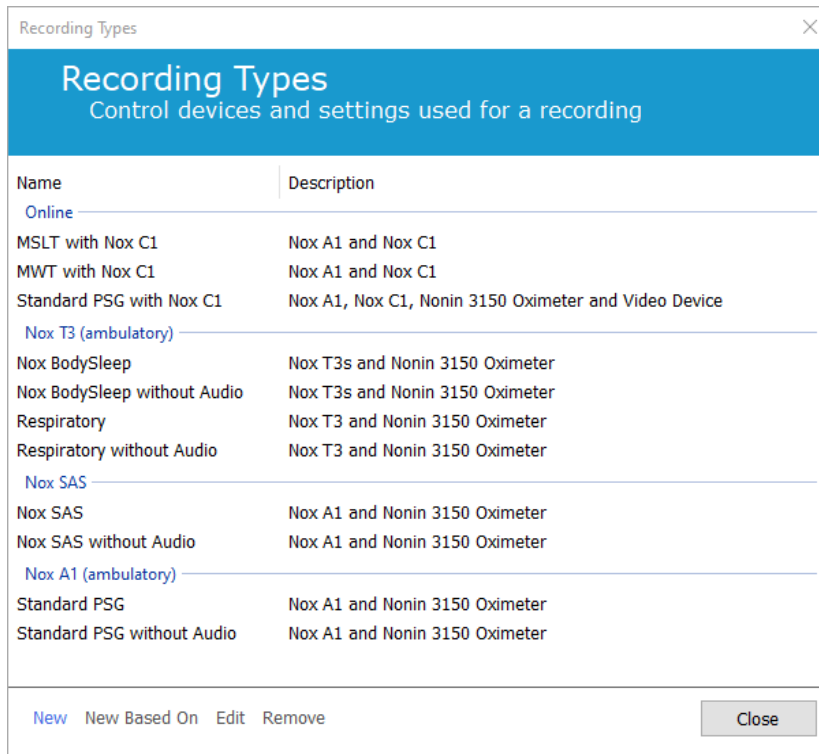 Recording Types
Recording Types
Control devices and settings used for a recording
Name Description
Online
MSLT with Nox C1 Nox A1 and Nox C1
MWT with Nox C1 Nox A1 and Nox C1
Standard PSG with Nox C1 Nox A1, Nox C1, Nonin 3150 Oximeter and Video Device
Nox T3 (ambulatory)
Nox BodySleep Nox T3s and Nonin 3150 Oximeter
Nox BodySleep without Audio Nox T3s and Nonin 3150 Oximeter
Respiratory Nox T3 and Nonin 3150 Oximeter
Respiratory without Audio Nox T3 and Nonin 3150 Oximeter
Nox SAS
Nox SAS Nox A1 and Nonin 3150 Oximeter
Nox SAS without Audio Nox A1 and Nonin 3150 Oximeter
Nox A1 (ambulatory)
Standard PSG Nox A1 and Nonin 3150 Oximeter
Standard PSG without Audio Nox A1 and Nonin 3150 Oximeter
New New Based On Edit Remove Close